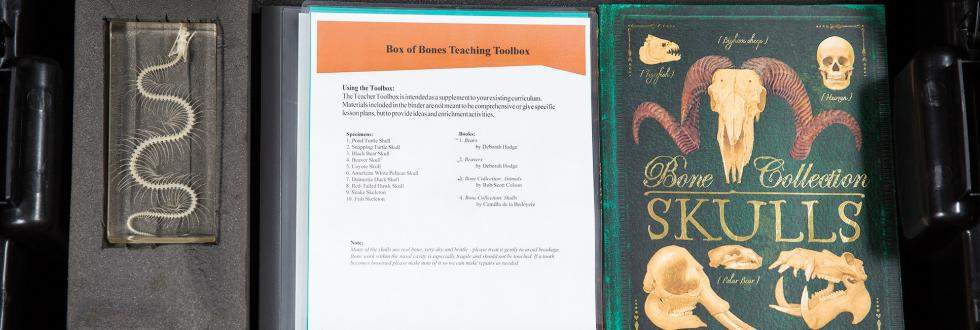 Box of Bones Teaching Toolbox
Using the Toolbox:
The Teacher Toolbox is intended as a supplement to your existing curriculum.
Materials included in the binder are not meant to be comprehensive or give specific
lesson plans, but to provide ideas and enrichment activities.
Specimens:
1. Pond Turtle Shell
2. Snapping Turtle Skull
3. Black Bear Skull
4. Beaver Skull
5. Coyote Skull
6. American White Pelican Skull
7. Domestic Duck Skull
8. Red-Tailed Hawk Skull
9. Snake Skeleton
10. Fish Skeleton
Books:
1. Bears
by Deborah Hodge
2. Beavers
by Deborah Hodge
3. Bone Collection: Animals
by Rob Scott Colson
4. Bone Collection: Skulls
by Camilla de la Bedoyere
Note:
Many of the skulls are real bone, very dry and brittle - please treat it gently to avoid breakage.
Bone work within the nasal cavity is especially fragile and should not be touched. If a tooth
becomes loosened please make note of it so we can make repairs as needed.
(Bighorn sheep)
(Human)
Bone Collection
SKULLS
(Polar Bear)